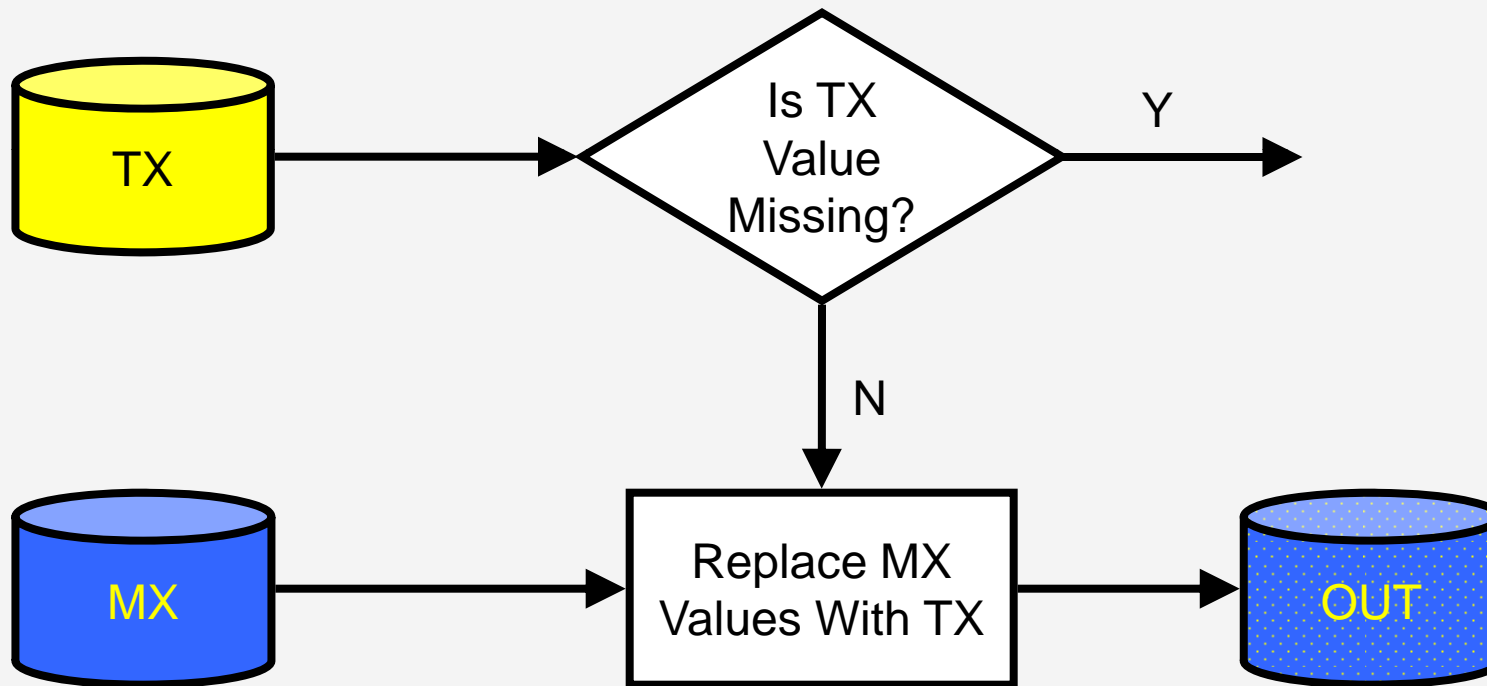 TX
Is TX
Value
Missing?
Y
N
MX
Replace MX
Values With TX
OUT